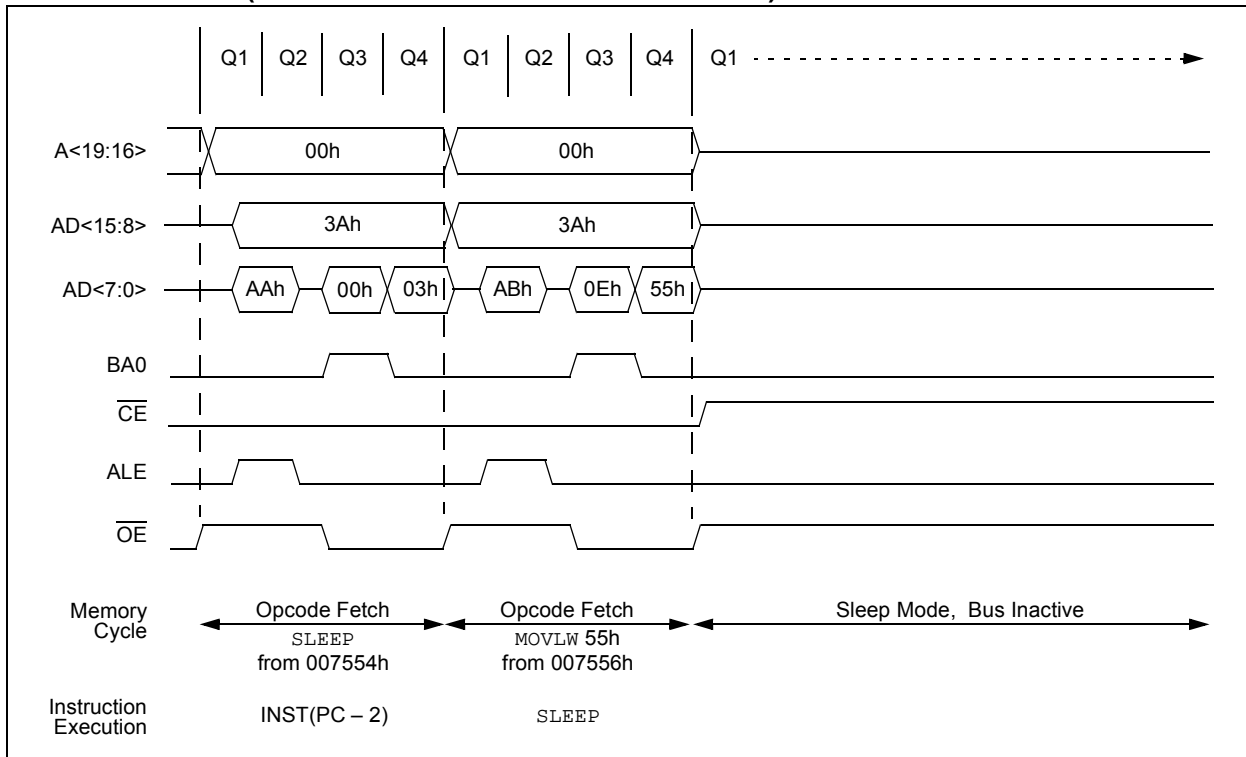 Q1 Q2 Q3 Q4 Q1 Q2 Q3 Q4 Q1
A<19:16> 00h 00h
AD<15:8> 3Ah 3Ah
AD<7:0> AAh 00h 03h ABh 0Eh 55h
BA0
CE
ALE
OE
Memory Cycle
Opcode Fetch
SLEEP
from 007554h
Opcode Fetch
MOVLW 55h
from 007556h
Sleep Mode, Bus Inactive
Instruction Execution
INST(PC – 2)
SLEEP